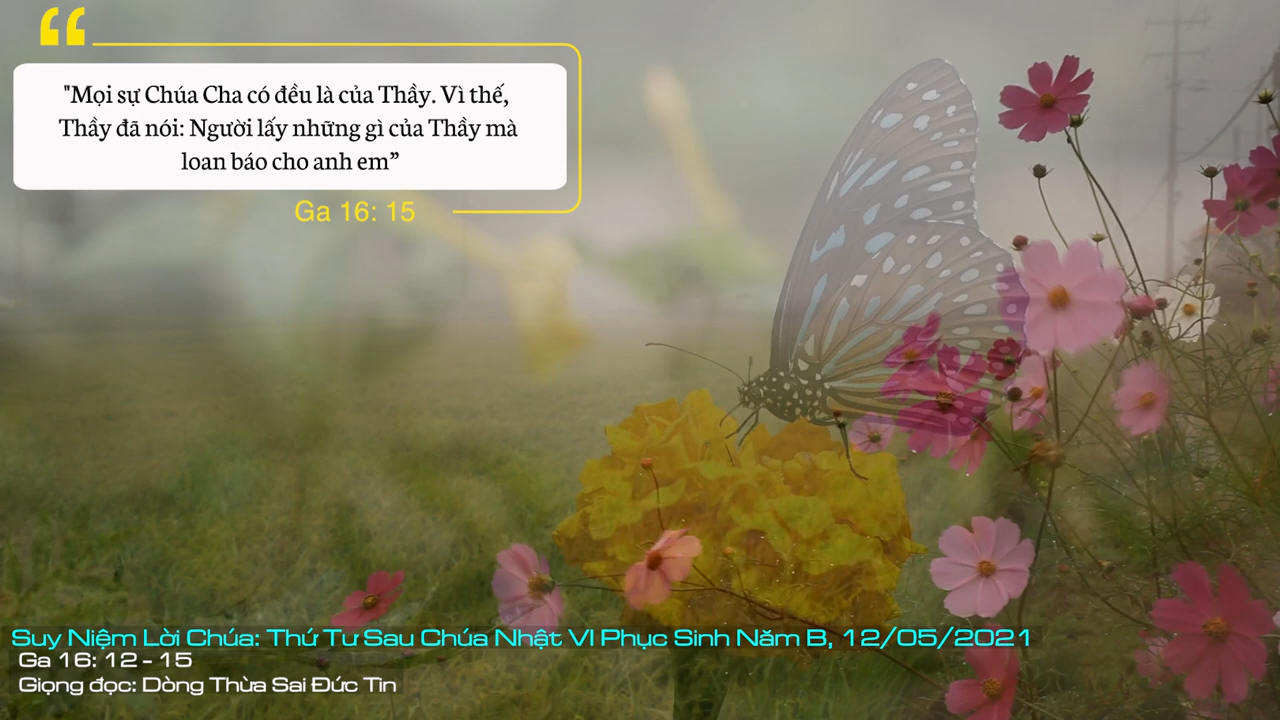 "Mọi sự Chúa Cha có đều là của Thầy. Vì thế,
Thầy đã nói: Người lấy những gì của Thầy mà
loan báo cho anh em”
Ga 16: 15
Suy Niệm Lời Chúa: Thứ Tư Sau Chúa Nhật VI Phục Sinh Năm B, 12/05/2021
Ga 16: 12 - 15
Giọng đọc: Dòng Thừa Sai Đức Tin